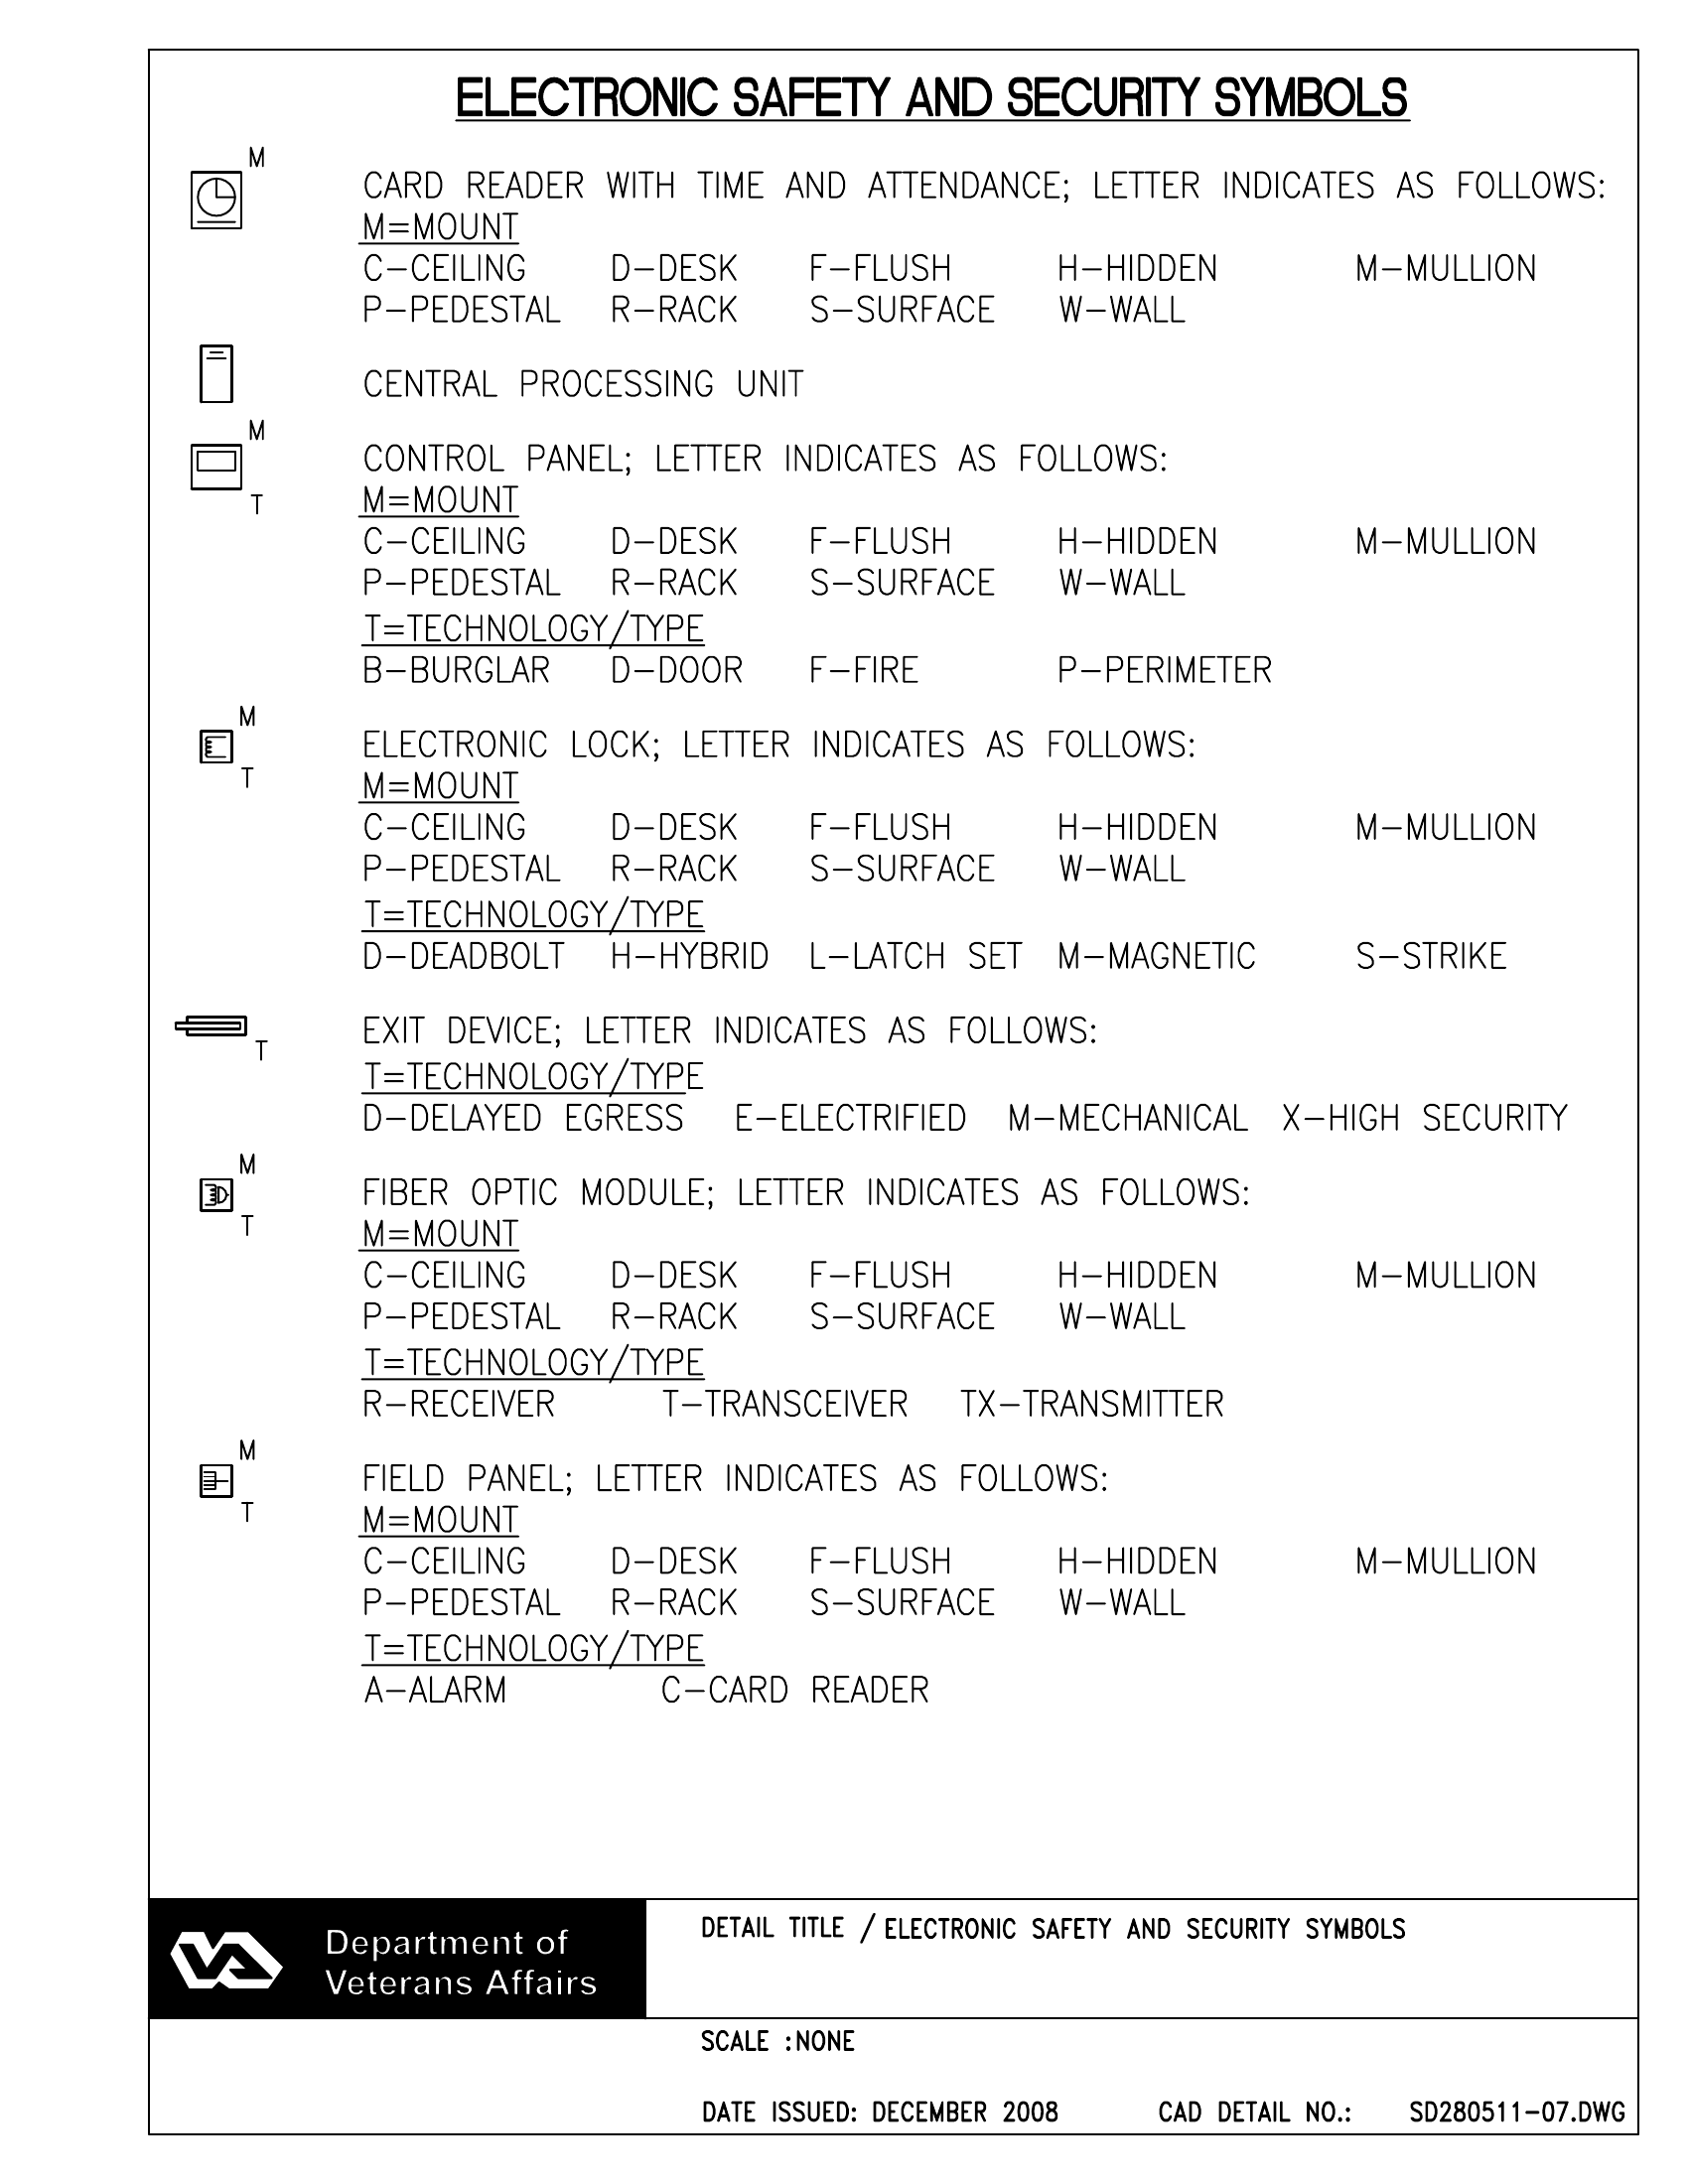 ELECTRONIC SAFETY AND SECURITY SYMBOLS
M
CARD READER WITH TIME AND ATTENDANCE; LETTER INDICATES AS FOLLOWS:
M=MOUNT
C-CEILING D-DESK F-FLUSH H-HIDDEN M-MULLION
P-PEDESTAL R-RACK S-SURFACE W-WALL
CENTRAL PROCESSING UNIT
M
CONTROL PANEL; LETTER INDICATES AS FOLLOWS:
T
M=MOUNT
C-CEILING D-DESK F-FLUSH H-HIDDEN M-MULLION
P-PEDESTAL R-RACK S-SURFACE W-WALL
T=TECHNOLOGY/TYPE
B-BURGLAR D-DOOR F-FIRE P-PERIMETER
M
ELECTRONIC LOCK; LETTER INDICATES AS FOLLOWS:
T
M=MOUNT
C-CEILING D-DESK F-FLUSH H-HIDDEN M-MULLION
P-PEDESTAL R-RACK S-SURFACE W-WALL
T=TECHNOLOGY/TYPE
D-DEADBOLT H-HYBRID L-LATCH SET M-MAGNETIC S-STRIKE
EXIT DEVICE; LETTER INDICATES AS FOLLOWS:
T
T=TECHNOLOGY/TYPE
D-DELAYED EGRESS E-ELECTRIFIED M-MECHANICAL X-HIGH SECURITY
M
FIBER OPTIC MODULE; LETTER INDICATES AS FOLLOWS:
T
M=MOUNT
C-CEILING D-DESK F-FLUSH H-HIDDEN M-MULLION
P-PEDESTAL R-RACK S-SURFACE W-WALL
T=TECHNOLOGY/TYPE
R-RECEIVER T-TRANSCEIVER TX-TRANSMITTER
M
FIELD PANEL; LETTER INDICATES AS FOLLOWS:
T
M=MOUNT
C-CEILING D-DESK F-FLUSH H-HIDDEN M-MULLION
P-PEDESTAL R-RACK S-SURFACE W-WALL
T=TECHNOLOGY/TYPE
A-ALARM C-CARD READER
Department of
Veterans Affairs
DETAIL TITLE / ELECTRONIC SAFETY AND SECURITY SYMBOLS
SCALE :NONE
DATE ISSUED: DECEMBER 2008 CAD DETAIL NO.: SD280511-07.DWG